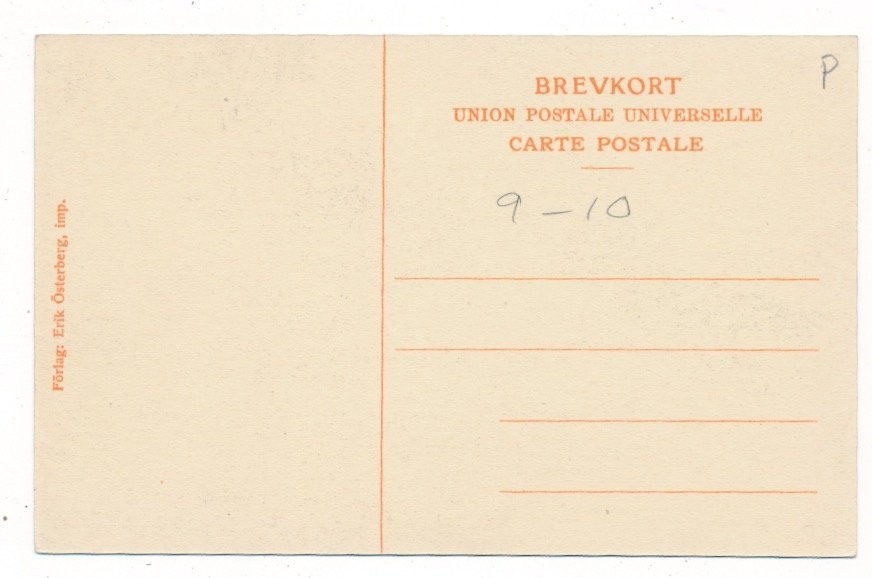 Förlag: Erik Österberg, imp.
BREVKORT
UNION POSTALE UNIVERSELLE
CARTE POSTALE
P
9 - 10